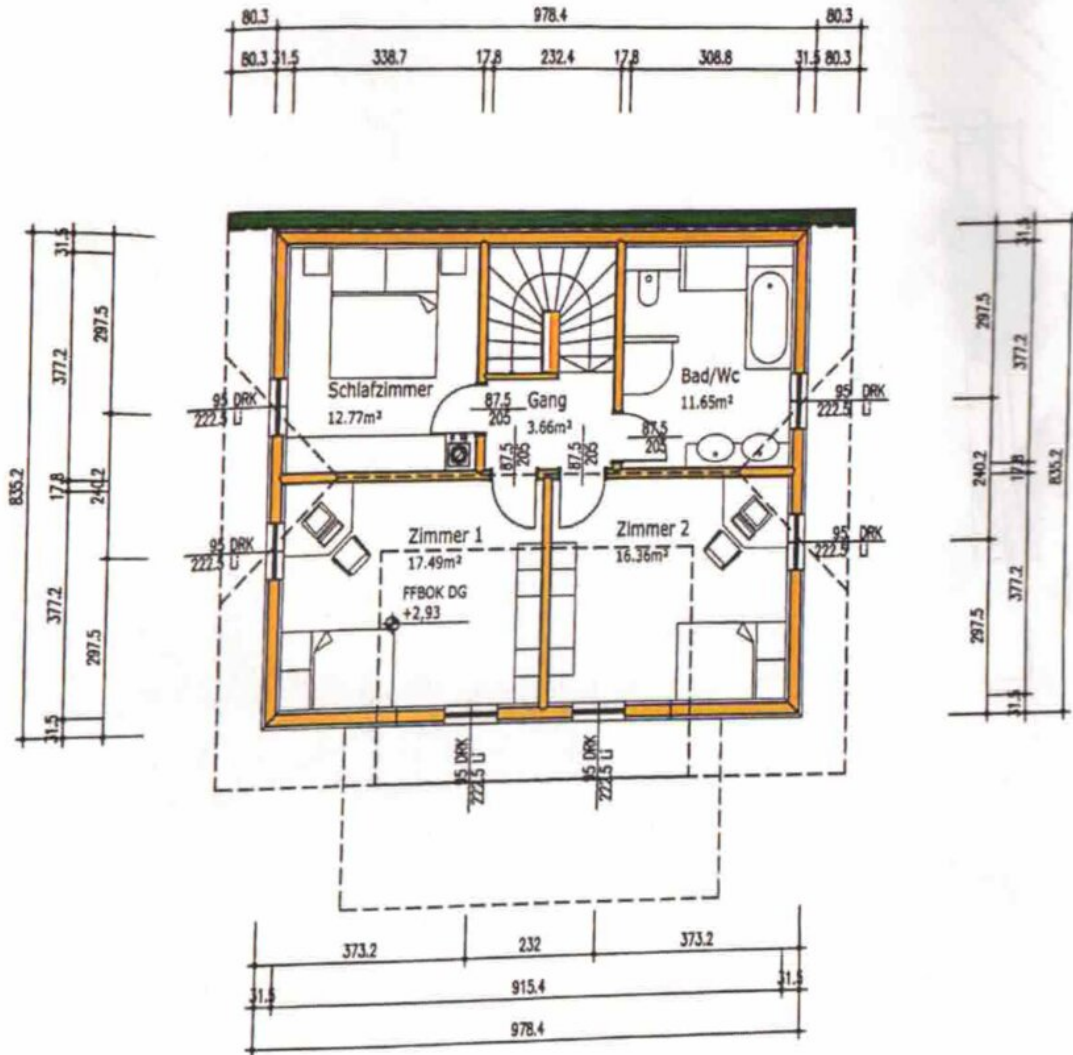 80.3 978.4 80.3
80.3 31.5 338.7 17.8 232.4 17.8 308.8 31.5 80.3
835.2
31.5 377.2 17.8 377.2 31.5
297.5 240.2 297.5
297.5 240.2 297.5
31.5 377.2 17.8 377.2 31.5
835.2
Schlafzimmer
12.77m²
87.5
205
Gang
3.66m²
Bad/Wc
11.65m²
87.5
205
87.5
205
87.5
205
95 DRK
222.5 Li
95 DRK
222.5 Li
95 DRK
222.5 Li
95 DRK
222.5 Li
Zimmer 1
17.49m²
FFBOK DG
+2,93
Zimmer 2
16.36m²
95 DRK
222.5 Li
95 DRK
222.5 Li
373.2 232 373.2
31.5 915.4 31.5
978.4